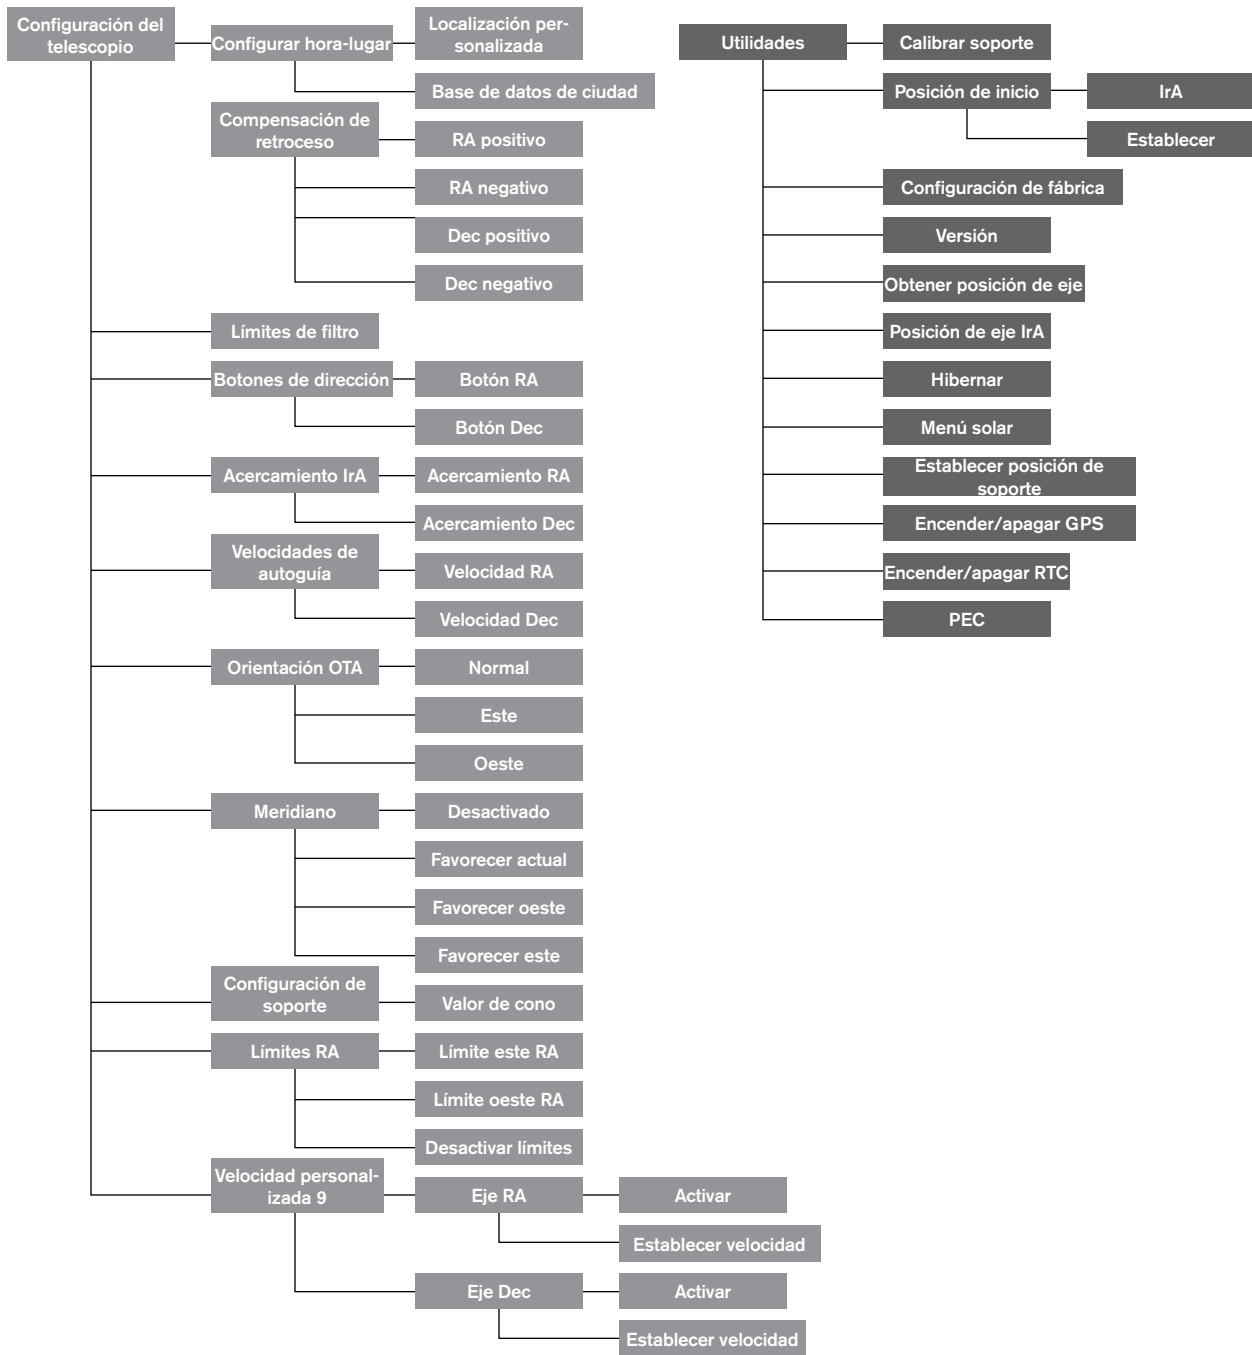 Configuración del
telescopio
Configurar hora-lugar
Localización per-
sonalizada
Base de datos de ciudad
Compensación de
retroceso
RA positivo
RA negativo
Dec positivo
Dec negativo
Límites de filtro
Botones de dirección
Botón RA
Botón Dec
Acercamiento IrA
Acercamiento RA
Acercamiento Dec
Velocidades de
autoguía
Velocidad RA
Velocidad Dec
Orientación OTA
Normal
Este
Oeste
Meridiano
Desactivado
Favorecer actual
Favorecer oeste
Favorecer este
Configuración de
soporte
Valor de cono
Límites RA
Límite este RA
Límite oeste RA
Desactivar límites
Velocidad personal-
izada 9
Eje RA
Activar
Establecer velocidad
Eje Dec
Activar
Establecer velocidad
Utilidades
Calibrar soporte
Posición de inicio
IrA
Establecer
Configuración de fábrica
Versión
Obtener posición de eje
Posición de eje IrA
Hibernar
Menú solar
Establecer posición de
soporte
Encender/apagar GPS
Encender/apagar RTC
PEC